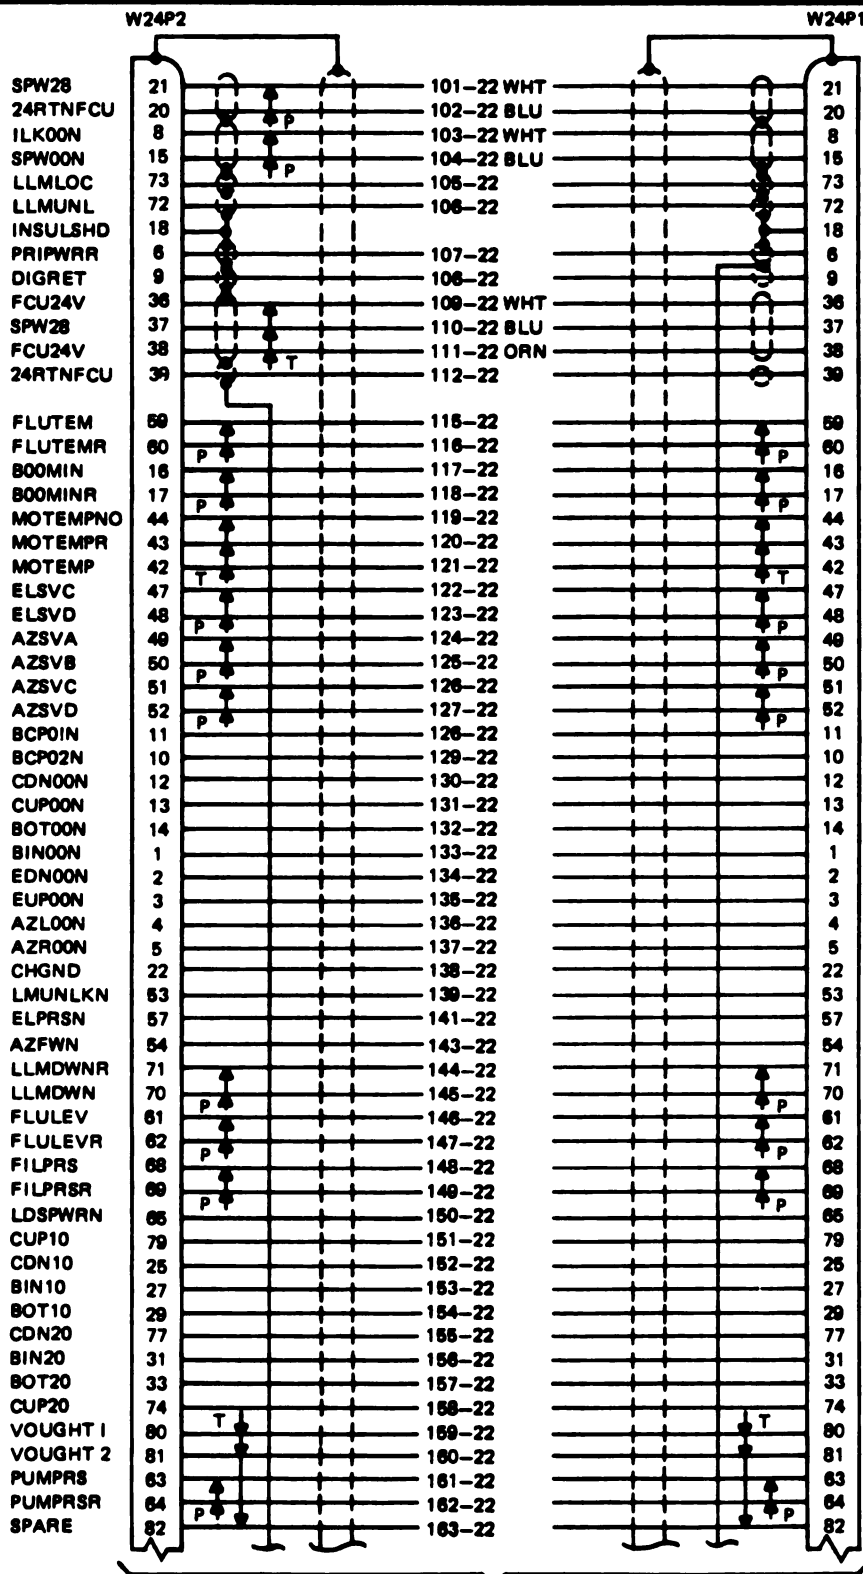 W24P2 W24P1
SPW28 21 101-22 WHT 21
24RTNFCU 20 102-22 BLU 20
P
ILK00N 8 103-22 WHT 8
SPW00N 15 104-22 BLU 15
P
LLMLOC 73 105-22 73
LLMUNL 72 106-22 72
INSULSHD 18 18
PRIPWRR 6 107-22 6
DIGRET 9 108-22 9
FCU24V 36 109-22 WHT 36
SPW28 37 110-22 BLU 37
FCU24V 38 111-22 ORN 38
T
24RTNFCU 39 112-22 39
FLUTEM 59 115-22 59
FLUTEMR 60 116-22 60
P P
B00MIN 16 117-22 16
B00MINR 17 118-22 17
P P
MOTEMPNO 44 119-22 44
MOTEMPR 43 120-22 43
MOTEMP 42 121-22 42
T T
ELSVC 47 122-22 47
ELSVD 48 123-22 48
P P
AZSVA 49 124-22 49
AZSVB 50 125-22 50
P P
AZSVC 51 126-22 51
AZSVD 52 127-22 52
P P
BCP0IN 11 128-22 11
BCP02N 10 129-22 10
CDN00N 12 130-22 12
CUP00N 13 131-22 13
BOT00N 14 132-22 14
BIN00N 1 133-22 1
EDN00N 2 134-22 2
EUP00N 3 135-22 3
AZL00N 4 136-22 4
AZR00N 5 137-22 5
CHGND 22 138-22 22
LMUNLKN 53 139-22 53
ELPRSN 57 141-22 57
AZFWN 54 143-22 54
LLMDWNR 71 144-22 71
LLMDWN 70 145-22 70
P P
FLULEV 61 146-22 61
FLULEVR 62 147-22 62
P P
FILPRS 68 148-22 68
FILPRSR 69 149-22 69
P P
LDSPWRN 65 150-22 65
CUP10 79 151-22 79
CDN10 25 152-22 25
BIN10 27 153-22 27
BOT10 29 154-22 29
CDN20 77 155-22 77
BIN20 31 156-22 31
BOT20 33 157-22 33
CUP20 74 158-22 74
T T
VOUGHT I 80 159-22 80
VOUGHT 2 81 160-22 81
PUMPRS 63 161-22 63
PUMPRSR 64 162-22 64
P P
SPARE 82 163-22 82